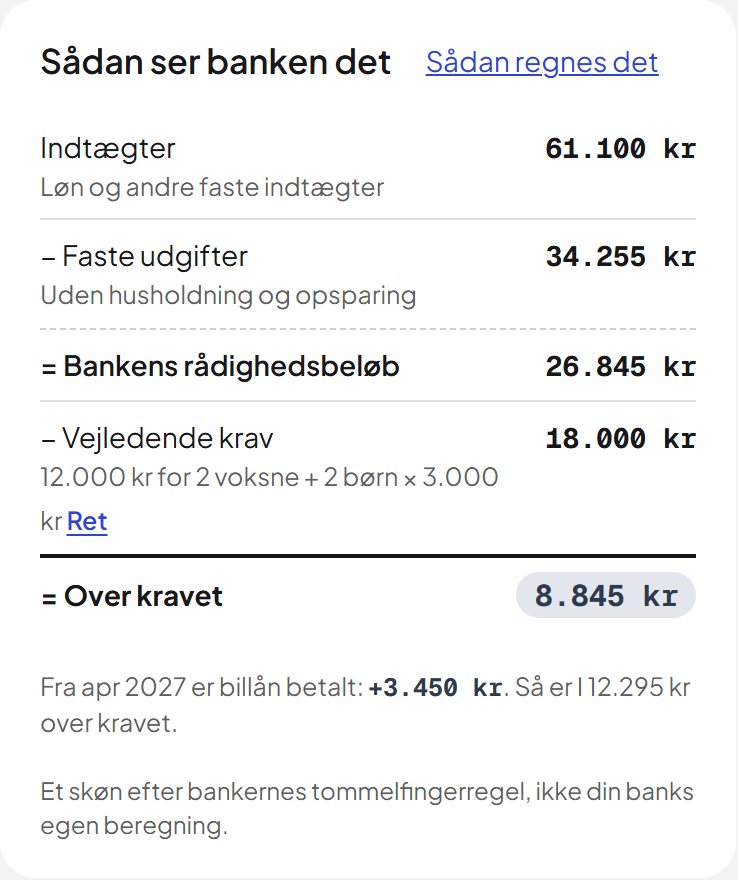 Sådan ser banken det Sådan regnes det
Indtægter 61.100 kr
Løn og andre faste indtægter
– Faste udgifter 34.255 kr
Uden husholdning og opsparing
= Bankens rådighedsbeløb 26.845 kr
– Vejledende krav 18.000 kr
12.000 kr for 2 voksne + 2 børn × 3.000
kr Ret
= Over kravet 8.845 kr
Fra apr 2027 er billån betalt: +3.450 kr. Så er I 12.295 kr
over kravet.
Et skøn efter bankernes tommelfingerregel, ikke din banks
egen beregning.